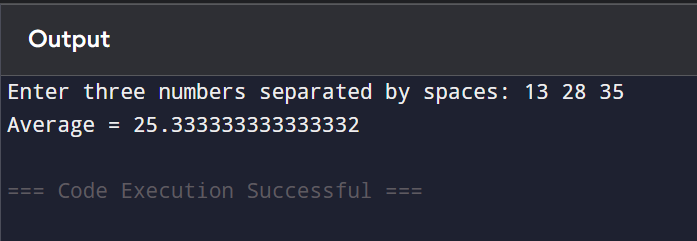 Output
Enter three numbers separated by spaces: 13 28 35
Average = 25.333333333333332
=== Code Execution Successful ===